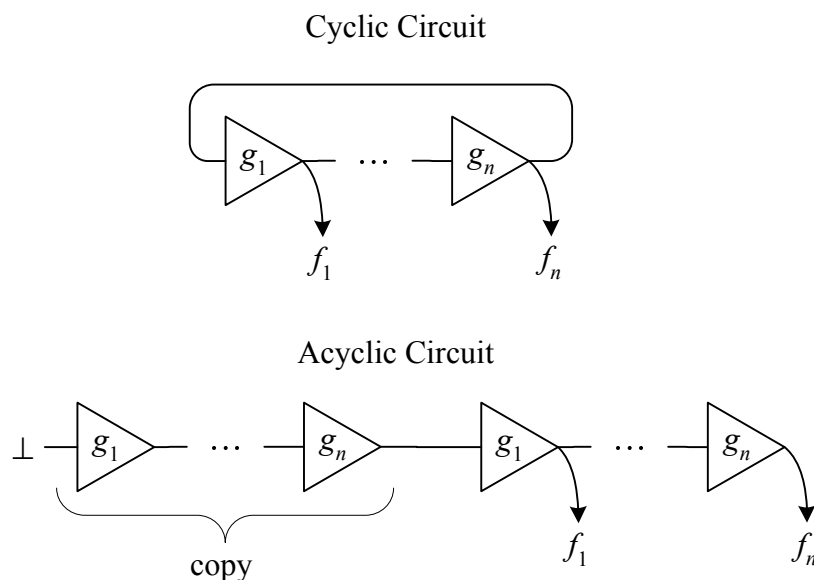 Cyclic Circuit
g₁ ... gₙ
f₁ fₙ
Acyclic Circuit
⊥ g₁ ... gₙ g₁ ... gₙ
copy f₁ fₙ